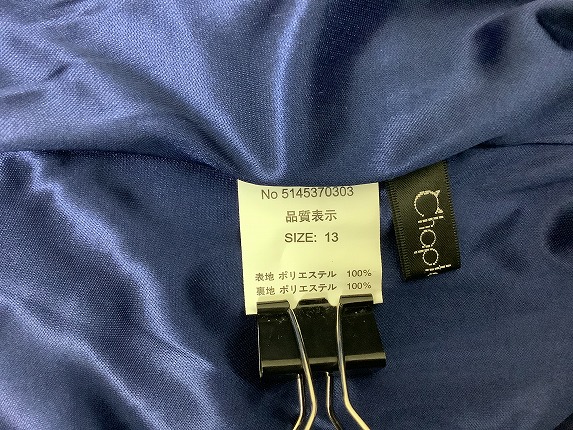 No 5145370303
品質表示
SIZE: 13
表地 ポリエステル 100%
裏地 ポリエステル 100%